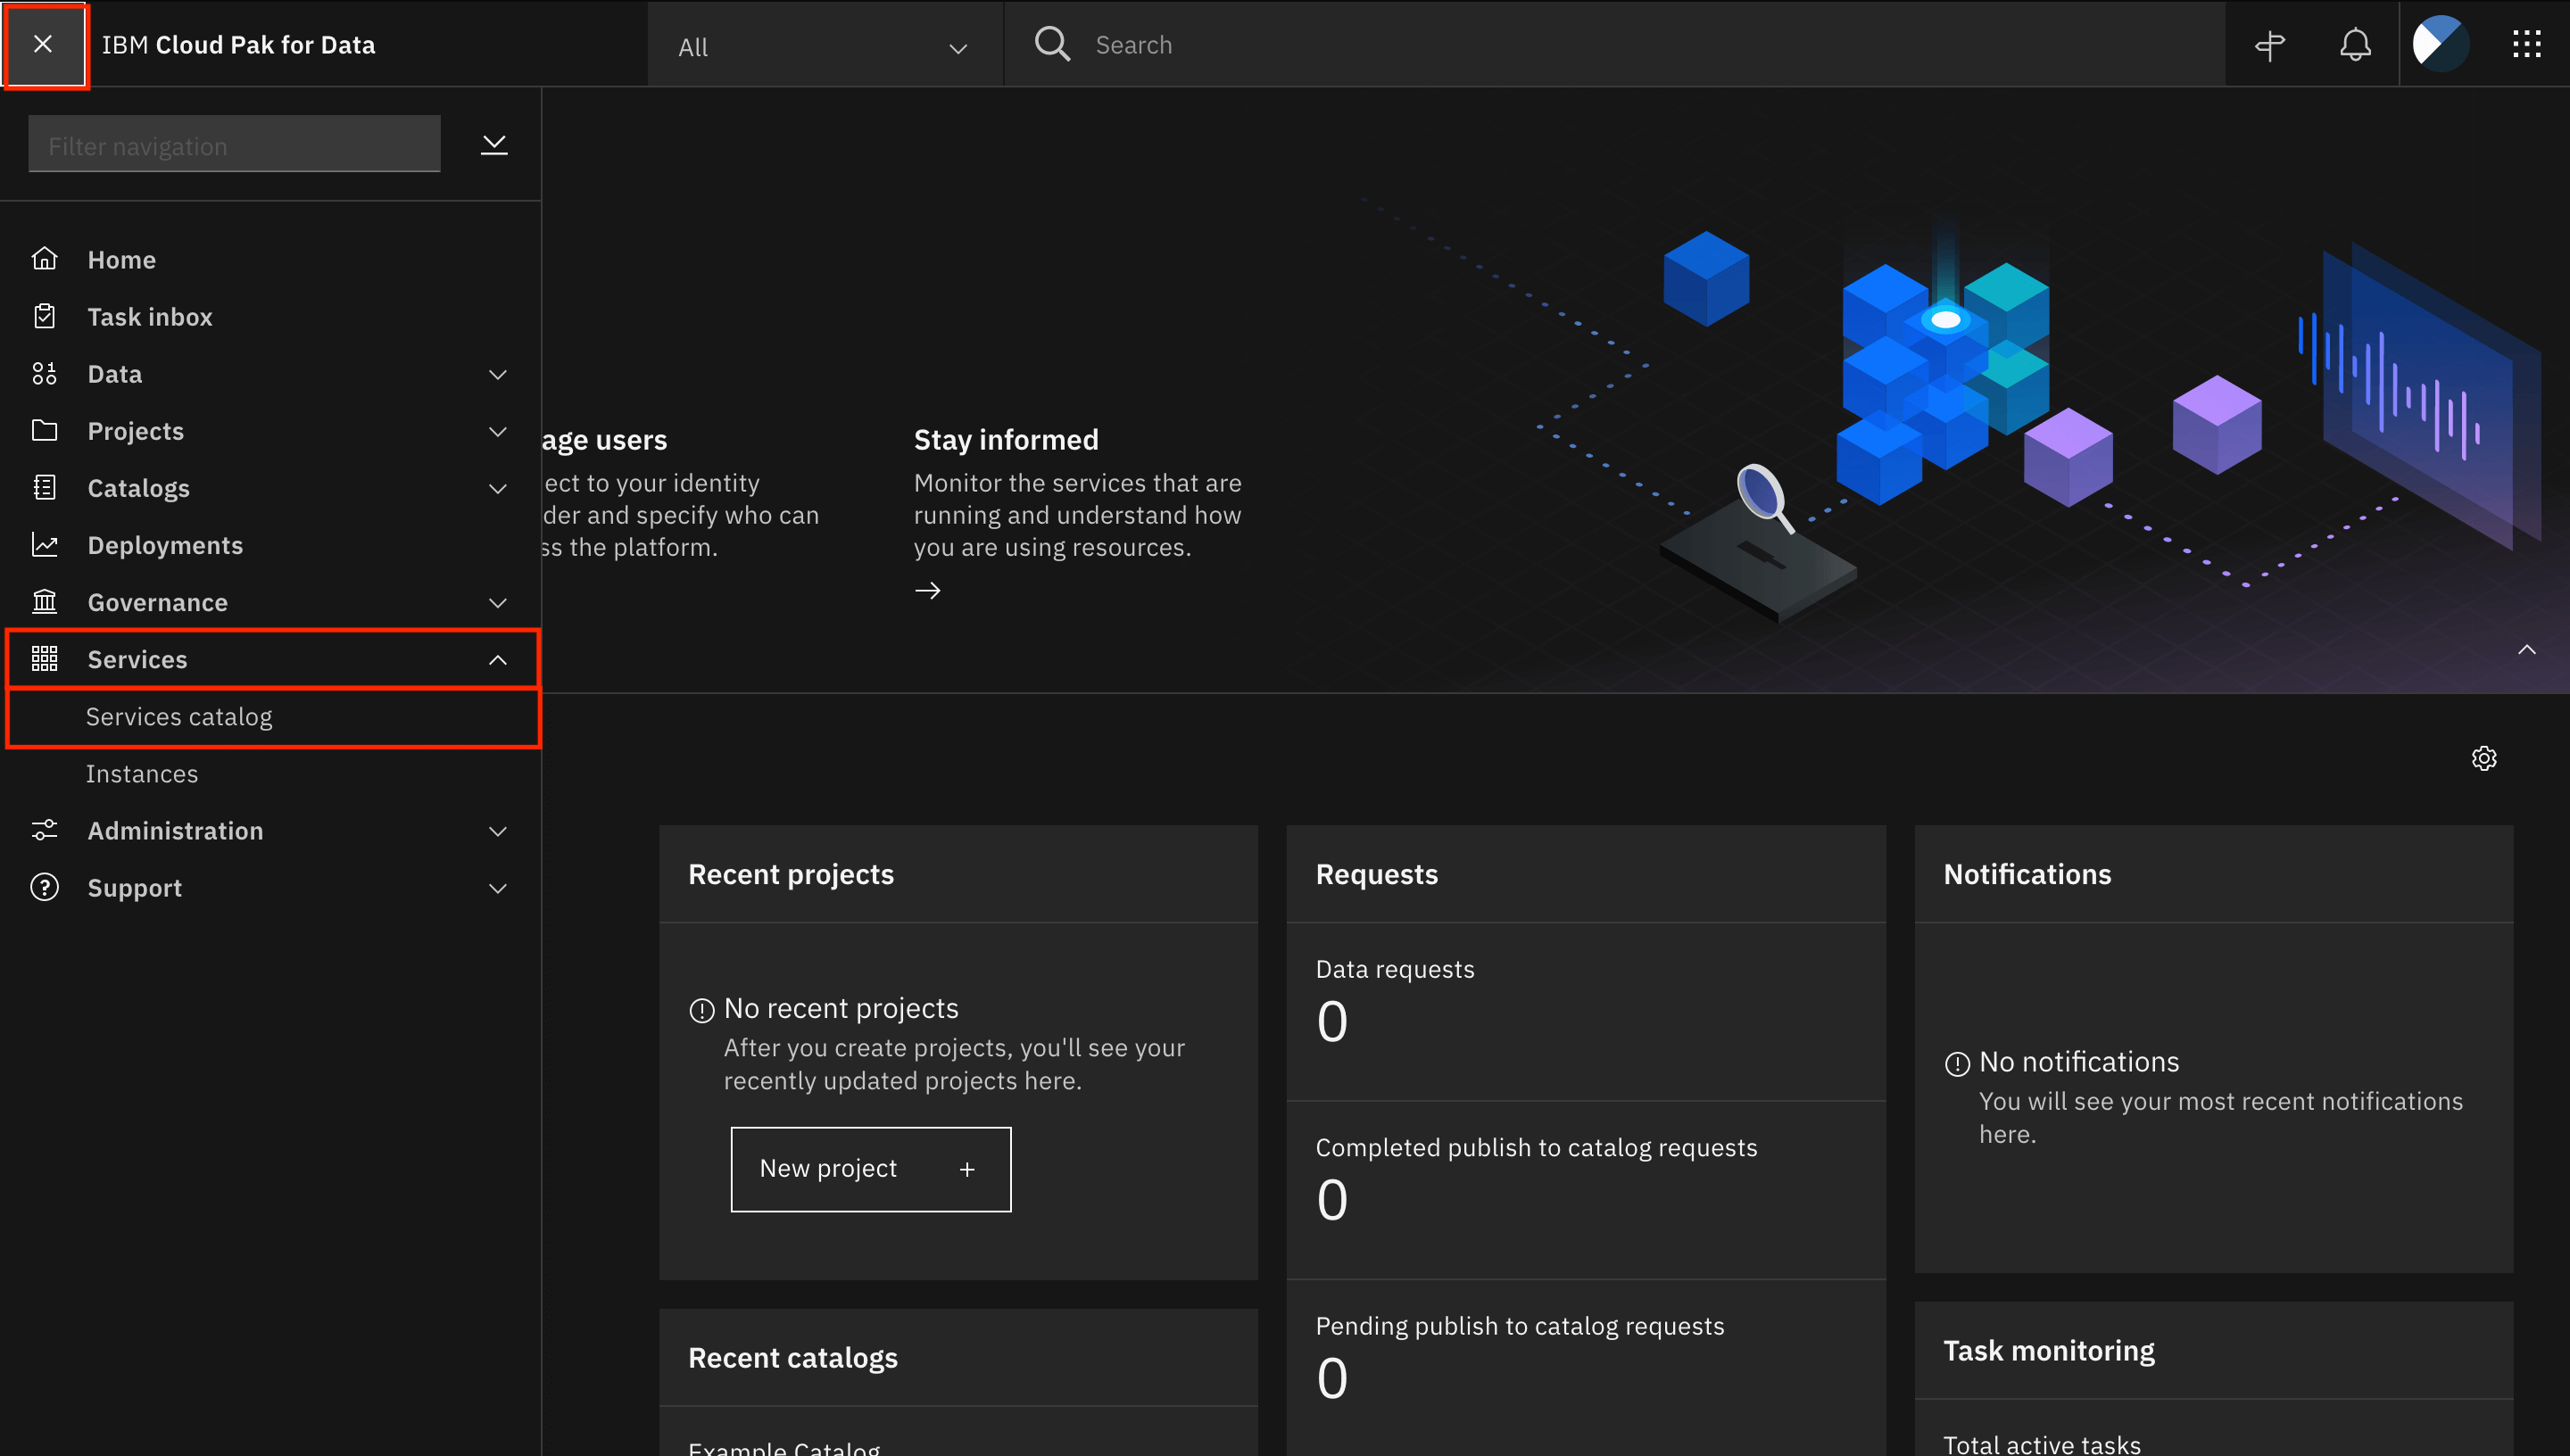 IBM Cloud Pak for Data
All
Search
Filter navigation
Home
Task inbox
Data
Projects
Catalogs
Deployments
Governance
Services
Services catalog
Instances
Administration
Support
age users
ect to your identity
der and specify who can
ss the platform.
Stay informed
Monitor the services that are
running and understand how
you are using resources.
Recent projects
No recent projects
After you create projects, you'll see your
recently updated projects here.
New project +
Recent catalogs
Example Catalog
Requests
Data requests
0
Completed publish to catalog requests
0
Pending publish to catalog requests
0
Notifications
No notifications
You will see your most recent notifications
here.
Task monitoring
Total active tasks